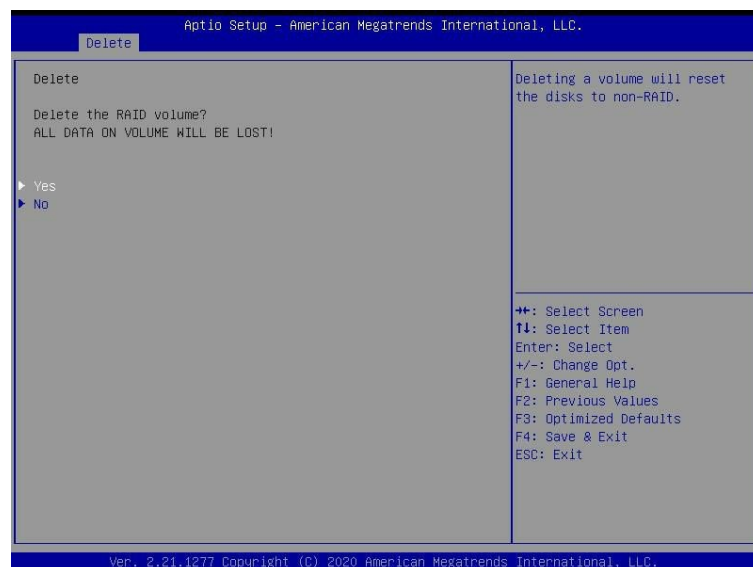 Aptio Setup – American Megatrends International, LLC.
Delete
Delete
Delete the RAID volume?
ALL DATA ON VOLUME WILL BE LOST!
Yes
No
Deleting a volume will reset
the disks to non-RAID.
→←: Select Screen
↑↓: Select Item
Enter: Select
+/-: Change Opt.
F1: General Help
F2: Previous Values
F3: Optimized Defaults
F4: Save & Exit
ESC: Exit
Ver. 2.21.1277 Copyright (C) 2020 American Megatrends International, LLC.